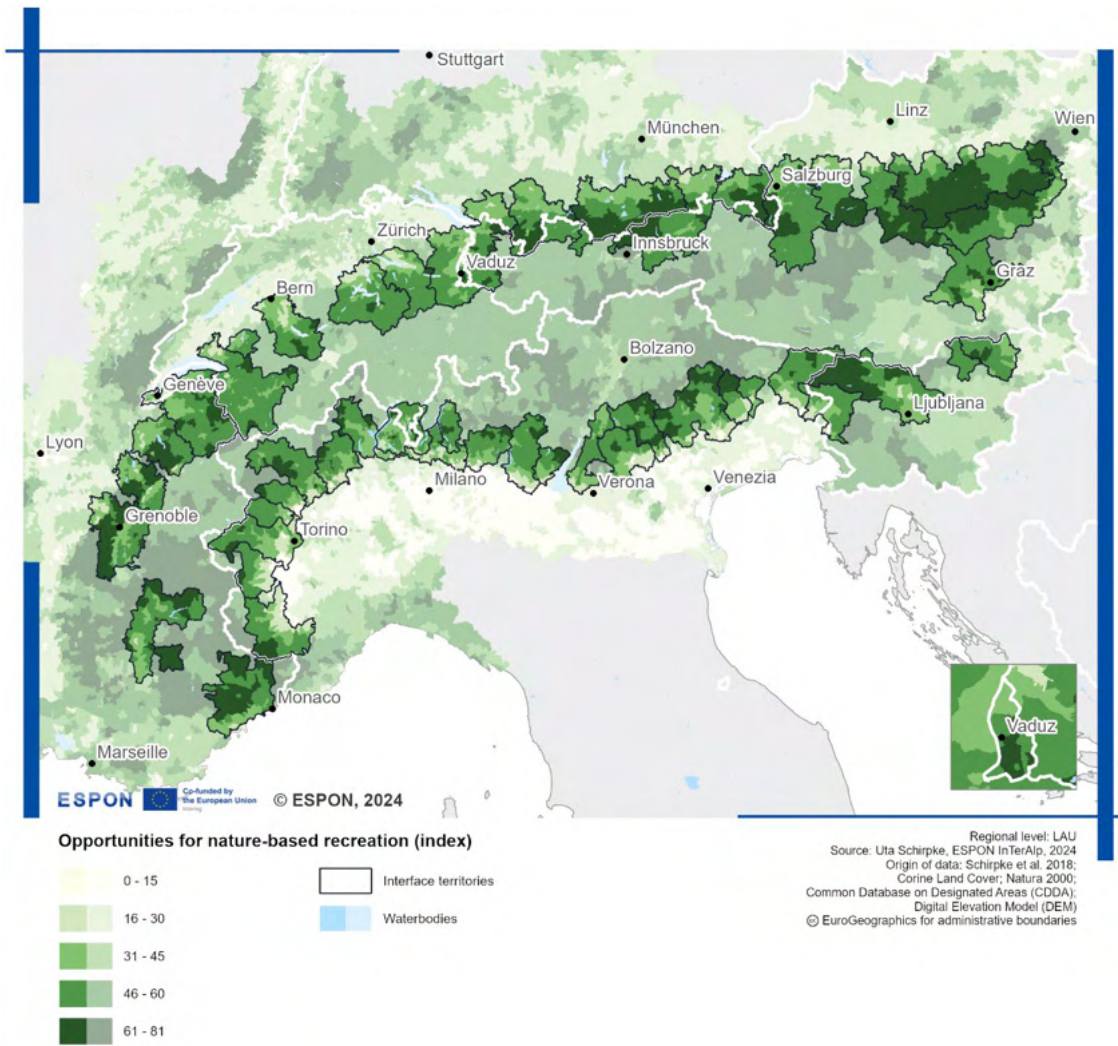 Stuttgart
Linz
Wien
München
Salzburg
Zürich
Innsbruck
Vaduz
Graz
Bern
Bolzano
Genève
Ljubljana
Lyon
Milano
Verona
Venezia
Grenoble
Torino
Monaco
Vaduz
Marseille
ESPON
Co-funded by
the European Union
Interreg
© ESPON, 2024
Opportunities for nature-based recreation (index)
0 - 15
16 - 30
31 - 45
46 - 60
61 - 81
Interface territories
Waterbodies
Regional level: LAU
Source: Uta Schirpke, ESPON InTerAlp, 2024
Origin of data: Schirpke et al. 2018;
Corine Land Cover; Natura 2000;
Common Database on Designated Areas (CDDA);
Digital Elevation Model (DEM)
© EuroGeographics for administrative boundaries